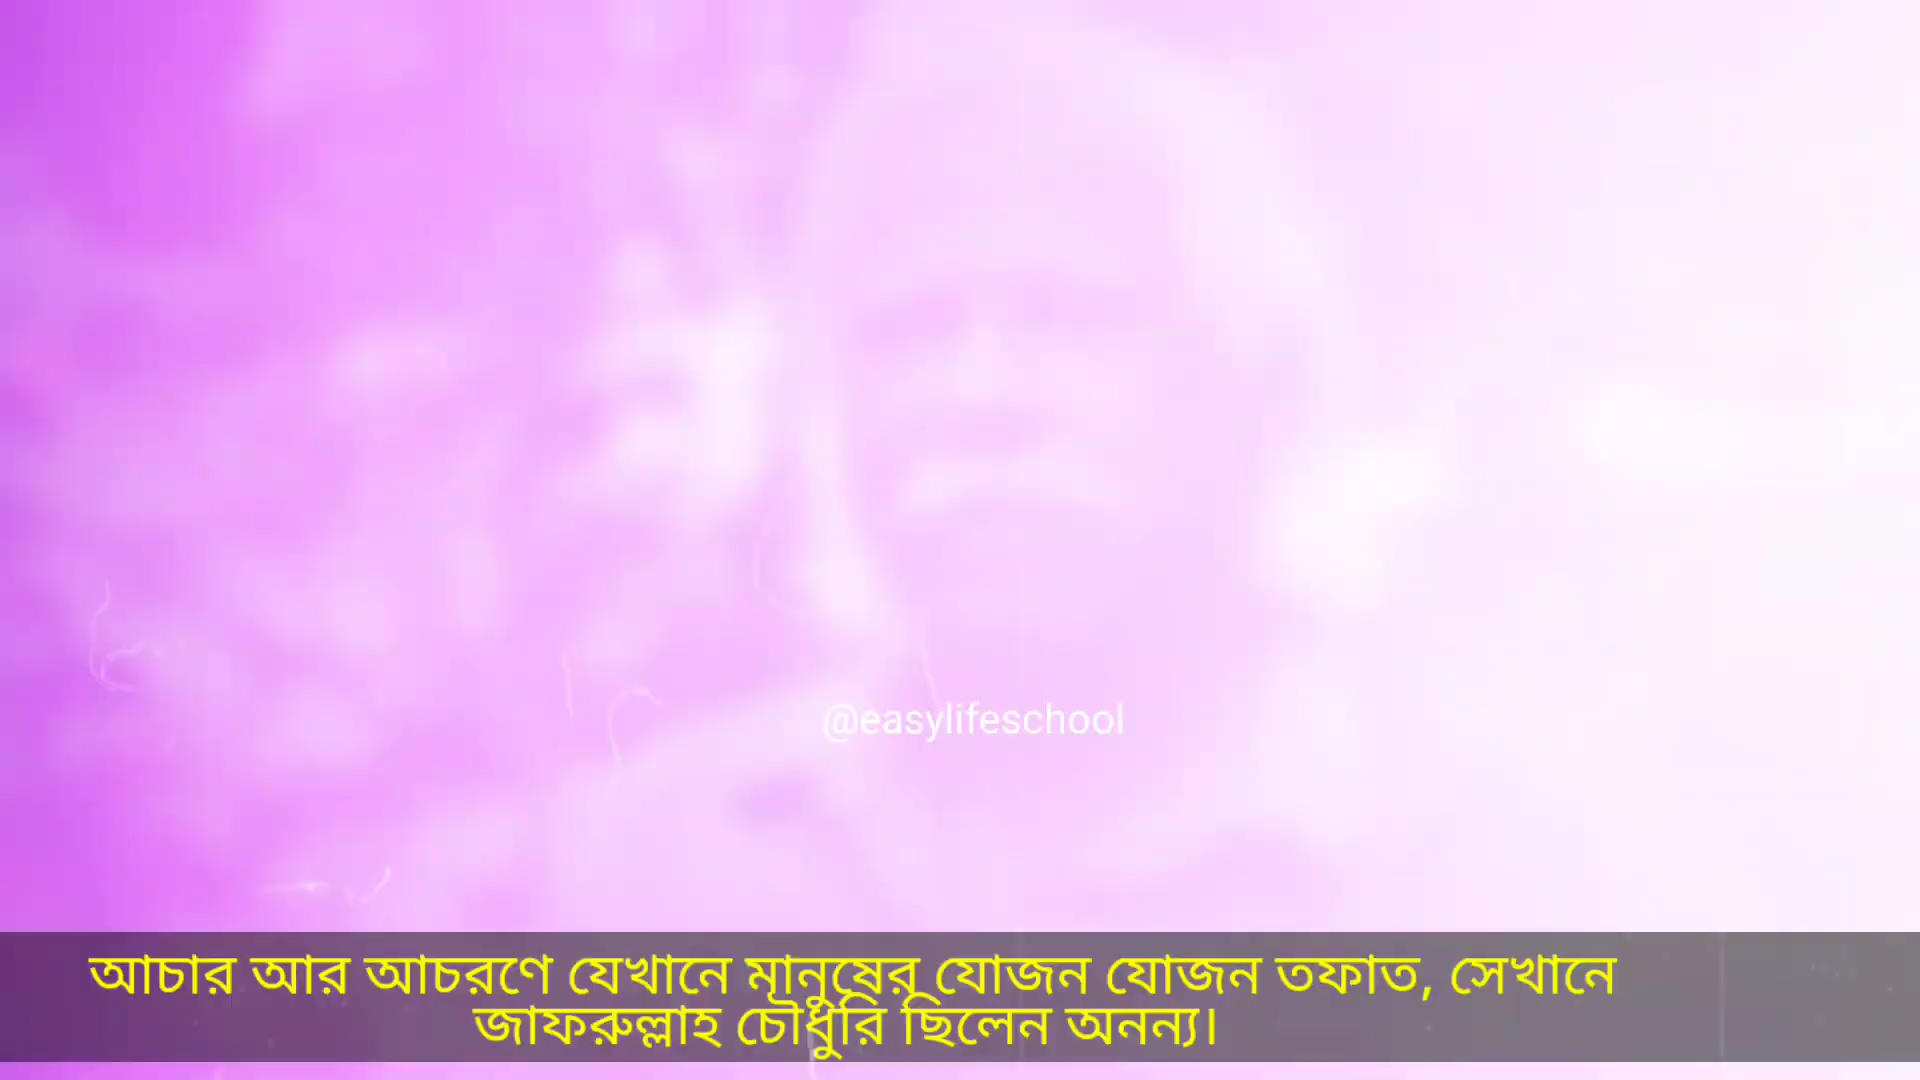 @easylifeschool
আচার আর আচরণে যেখানে মানুষের যোজন যোজন তফাত, সেখানে
জাফরুল্লাহ চৌধুরি ছিলেন অনন্য।